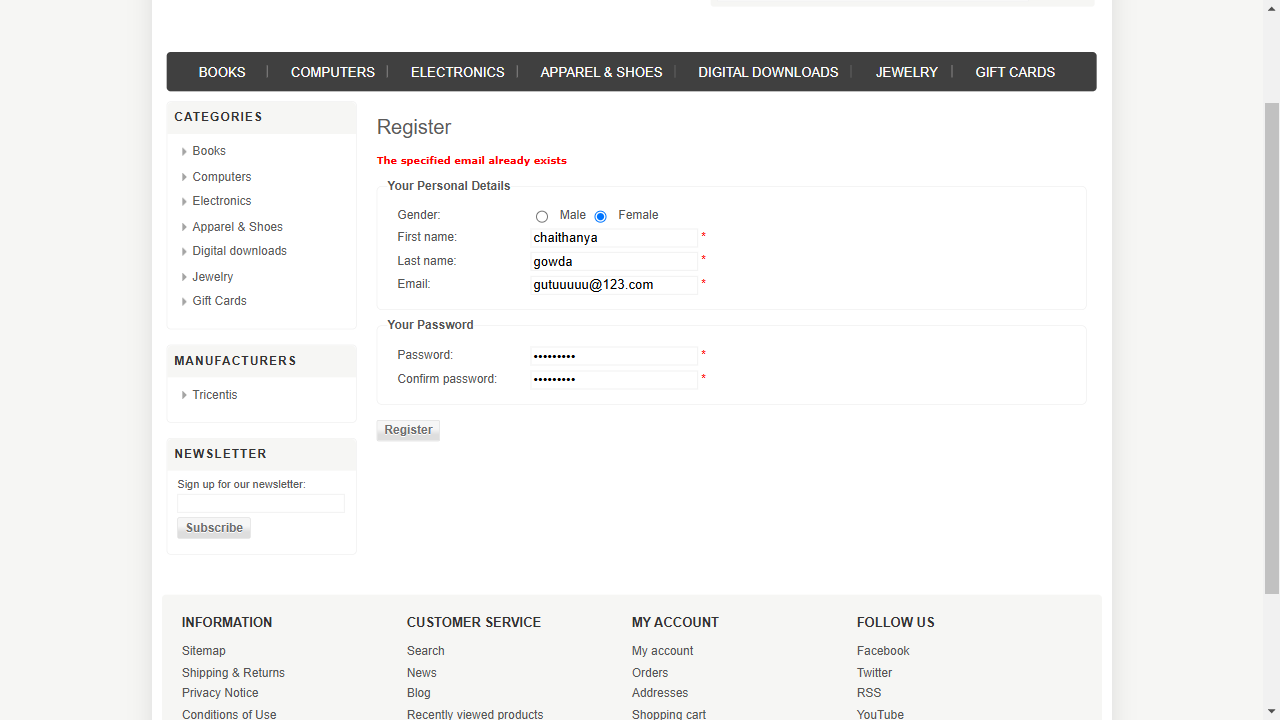 BOOKS | COMPUTERS | ELECTRONICS | APPAREL & SHOES | DIGITAL DOWNLOADS | JEWELRY | GIFT CARDS
CATEGORIES
Books
Computers
Electronics
Apparel & Shoes
Digital downloads
Jewelry
Gift Cards
MANUFACTURERS
Tricentis
NEWSLETTER
Sign up for our newsletter:
Subscribe
Register
The specified email already exists
Your Personal Details
Gender: Male Female
First name: chaithanya *
Last name: gowda *
Email: gutuuuuu@123.com *
Your Password
Password: ••••••••• *
Confirm password: ••••••••• *
Register
INFORMATION
Sitemap
Shipping & Returns
Privacy Notice
Conditions of Use
CUSTOMER SERVICE
Search
News
Blog
Recently viewed products
MY ACCOUNT
My account
Orders
Addresses
Shopping cart
FOLLOW US
Facebook
Twitter
RSS
YouTube